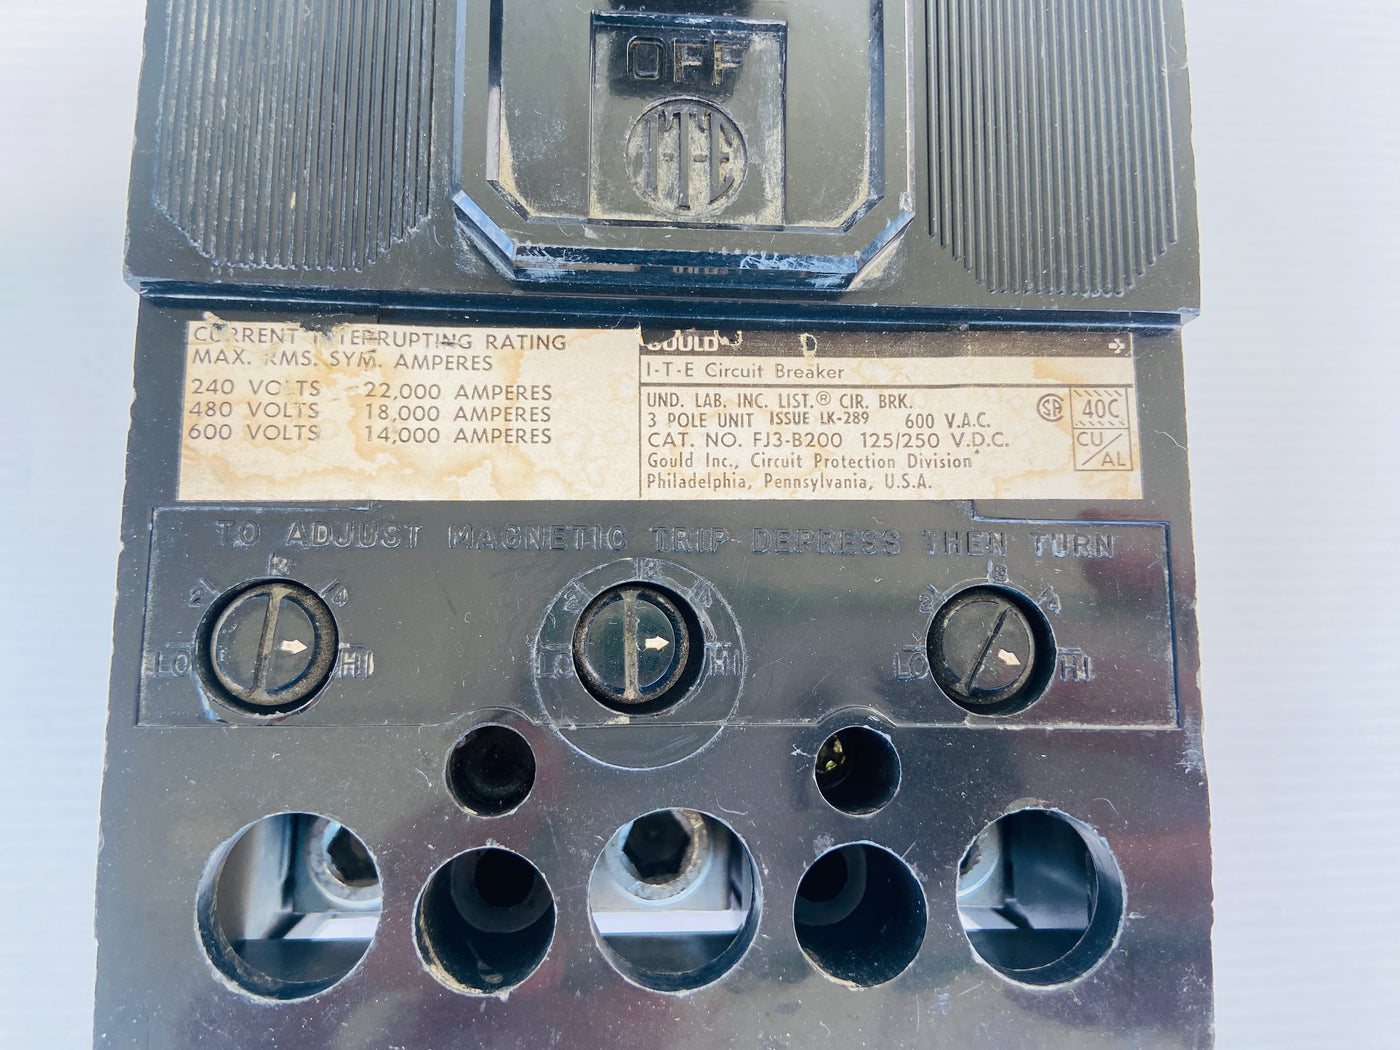 OFF
I-T-E
CURRENT INTERRUPTING RATING
MAX. RMS. SYM. AMPERES
240 VOLTS 22,000 AMPERES
480 VOLTS 18,000 AMPERES
600 VOLTS 14,000 AMPERES
GOULD
I-T-E Circuit Breaker
UND. LAB. INC. LIST.® CIR. BRK.
3 POLE UNIT ISSUE LK-289 600 V.A.C.
CAT. NO. FJ3-B200 125/250 V.D.C.
Gould Inc., Circuit Protection Division
Philadelphia, Pennsylvania, U.S.A.
SA
40C
CU/AL
TO ADJUST MAGNETIC TRIP DEPRESS THEN TURN
LO 2 3 4 HI
LO 2 3 4 HI
LO 2 3 4 HI